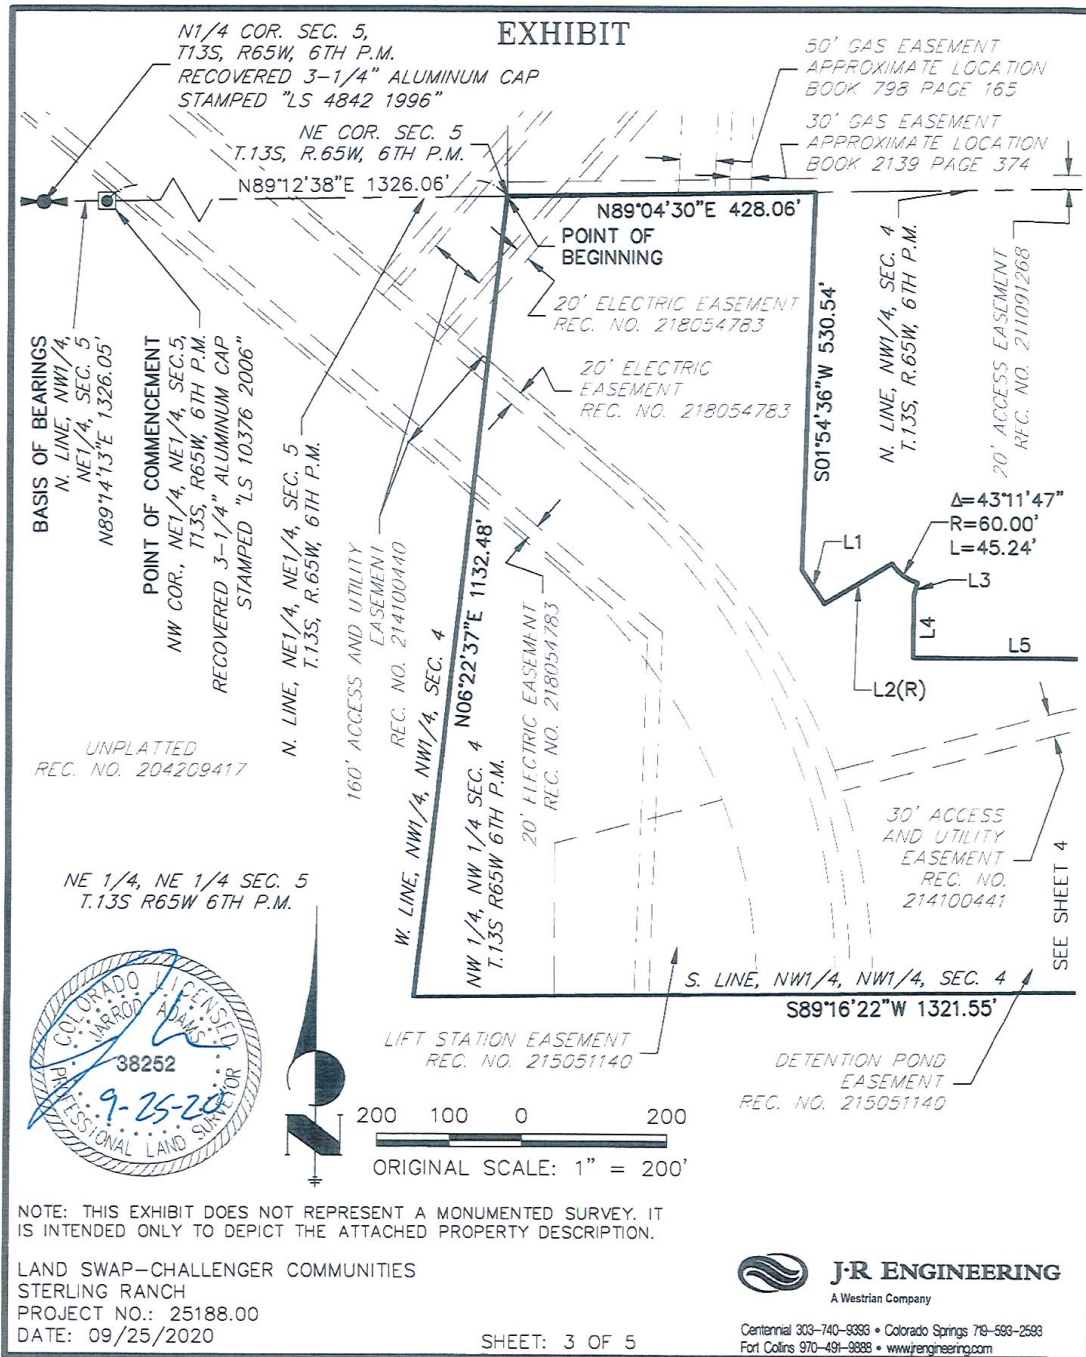 EXHIBIT
N1/4 COR. SEC. 5,
T13S, R65W, 6TH P.M.
RECOVERED 3-1/4" ALUMINUM CAP
STAMPED "LS 4842 1996"
NE COR. SEC. 5
T.13S, R.65W, 6TH P.M.
N89°12'38"E 1326.06'
50' GAS EASEMENT
APPROXIMATE LOCATION
BOOK 798 PAGE 165
30' GAS EASEMENT
APPROXIMATE LOCATION
BOOK 2139 PAGE 374
N89°04'30"E 428.06'
POINT OF
BEGINNING
20' ELECTRIC EASEMENT
REC. NO. 218054783
20' ELECTRIC
EASEMENT
REC. NO. 218054783
BASIS OF BEARINGS
N. LINE, NW1/4,
NE1/4, SEC. 5
N89°14'13"E 1326.05'
POINT OF COMMENCEMENT
NW COR., NE1/4, NE1/4, SEC.5,
T13S, R65W, 6TH P.M.
RECOVERED 3-1/4" ALUMINUM CAP
STAMPED "LS 10376 2006"
N. LINE, NE1/4, NE1/4, SEC. 5
T.13S, R.65W, 6TH P.M.
160' ACCESS AND UTILITY
EASEMENT
REC. NO. 214100440
W. LINE, NW1/4, NW1/4, SEC. 4
N06°22'37"E 1132.48'
NW 1/4, NW 1/4 SEC. 4
T.13S R65W 6TH P.M.
20' ELECTRIC EASEMENT
REC. NO. 218054783
S01°54'36"W 530.54'
N. LINE, NW1/4, SEC. 4
T.13S, R.65W, 6TH P.M.
20' ACCESS EASEMENT
REC. NO. 211091268
Δ=43°11'47"
R=60.00'
L=45.24'
L1
L3
L4
L5
L2(R)
UNPLATTED
REC. NO. 204209417
30' ACCESS
AND UTILITY
EASEMENT
REC. NO.
214100441
SEE SHEET 4
NE 1/4, NE 1/4 SEC. 5
T.13S R65W 6TH P.M.
S. LINE, NW1/4, NW1/4, SEC. 4
S89°16'22"W 1321.55'
LIFT STATION EASEMENT
REC. NO. 215051140
DETENTION POND
EASEMENT
REC. NO. 215051140
COLORADO LICENSED
JARROD ADAMS
38252
9-25-20
PROFESSIONAL LAND SURVEYOR
N
200 100 0 200
ORIGINAL SCALE: 1" = 200'
NOTE: THIS EXHIBIT DOES NOT REPRESENT A MONUMENTED SURVEY. IT
IS INTENDED ONLY TO DEPICT THE ATTACHED PROPERTY DESCRIPTION.
LAND SWAP-CHALLENGER COMMUNITIES
STERLING RANCH
PROJECT NO.: 25188.00
DATE: 09/25/2020
SHEET: 3 OF 5
J·R ENGINEERING
A Westrian Company
Centennial 303-740-9393 • Colorado Springs 719-593-2593
Fort Collins 970-491-9888 • www.jrengineering.com